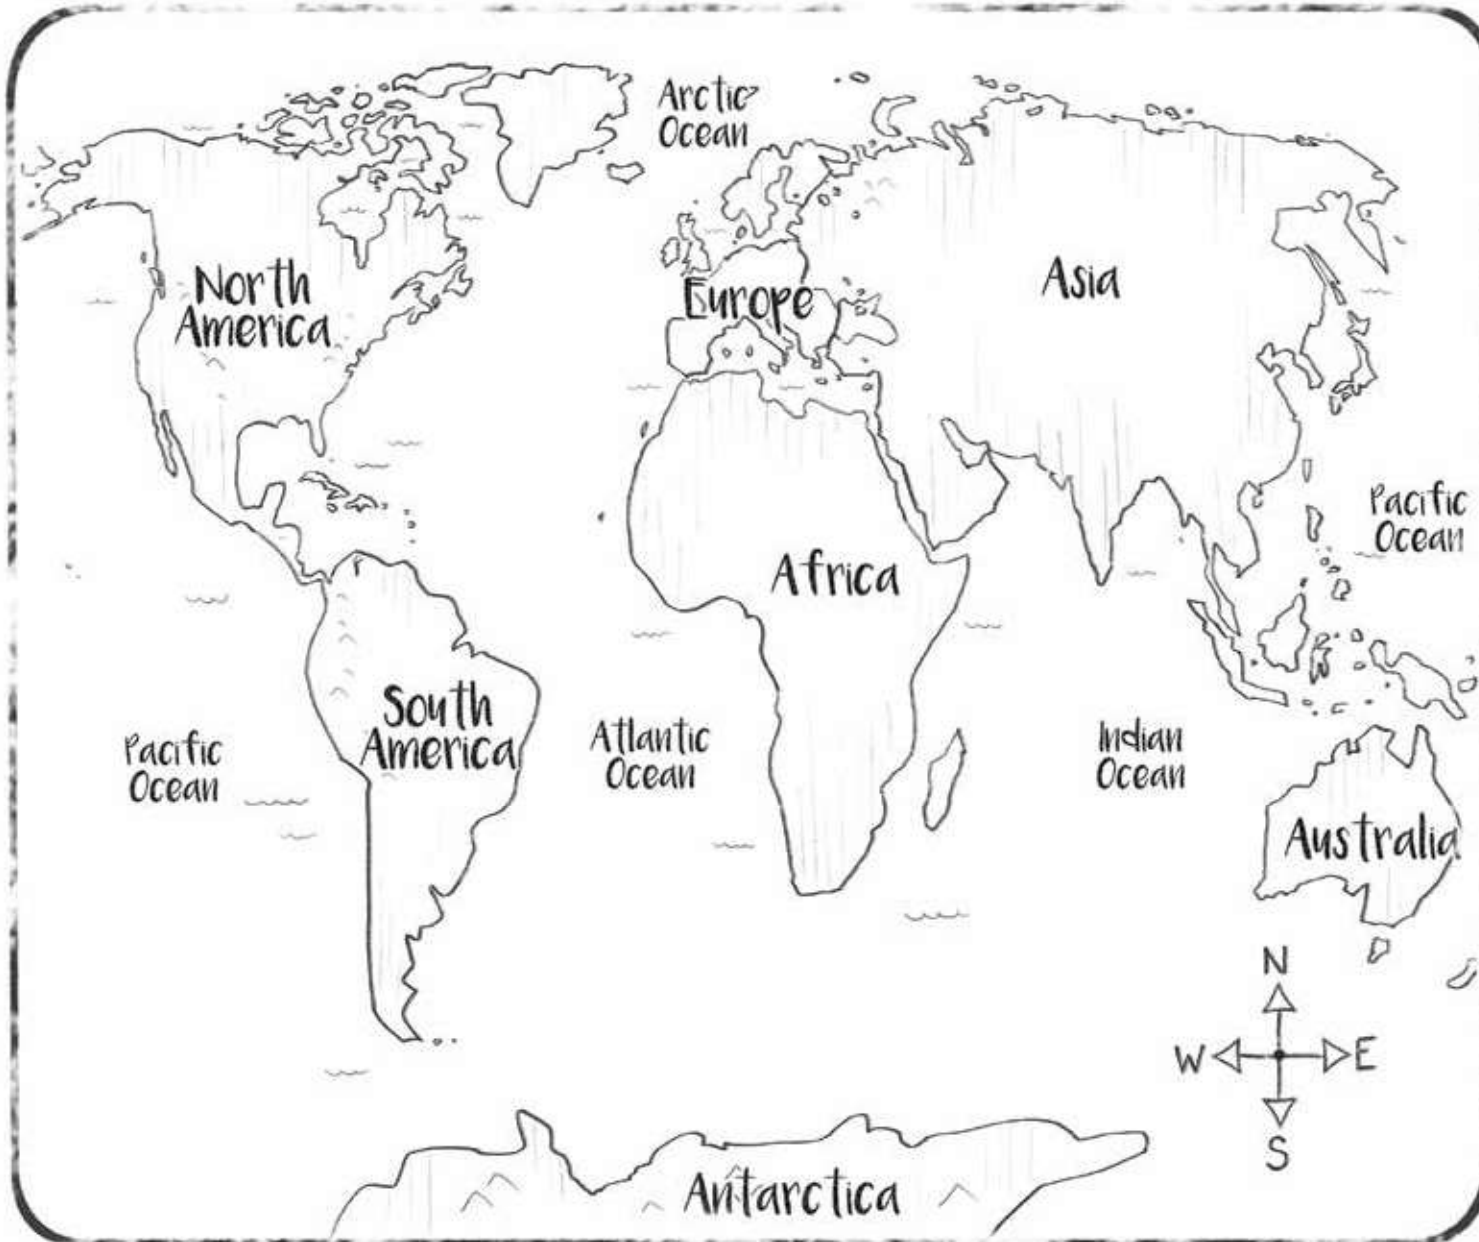 Arctic
Ocean
North
America
Europe
Asia
Pacific
Ocean
Africa
South
America
Pacific
Ocean
Atlantic
Ocean
Indian
Ocean
Australia
N
W E
S
Antarctica